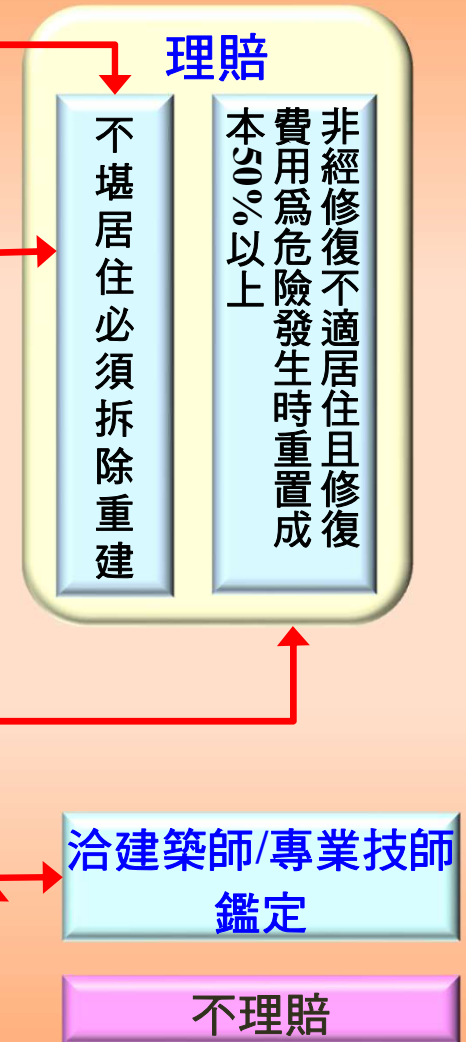 理賠
不堪居住必須拆除重建
非經修復不適居住且修復
費用為危險發生時重置成
本50%以上
洽建築師/專業技師
鑑定
不理賠